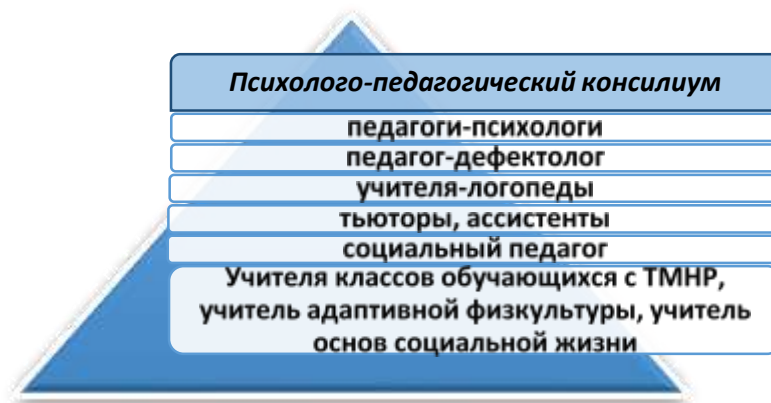 Психолого-педагогический консилиум
педагоги-психологи
педагог-дефектолог
учителя-логопеды
тьюторы, ассистенты
социальный педагог
Учителя классов обучающихся с ТМНР,
учитель адаптивной физкультуры, учитель
основ социальной жизни